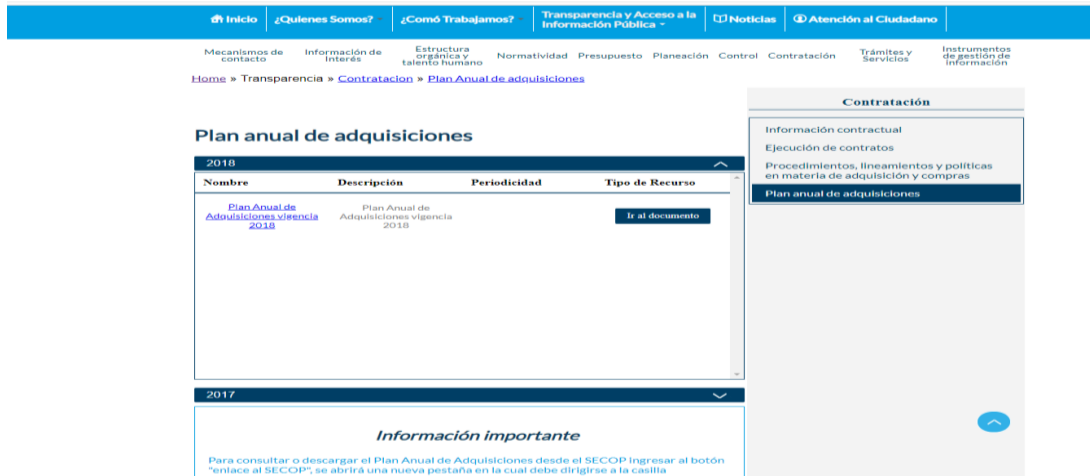 Inicio
¿Quienes Somos?
¿Comó Trabajamos?
Transparencia y Acceso a la
Información Pública
Noticias
Atención al Ciudadano
Mecanismos de
contacto
Información de
Interés
Estructura
orgánica y
talento humano
Normatividad
Presupuesto
Planeación
Control
Contratación
Trámites y
Servicios
Instrumentos
de gestión de
información
Home » Transparencia » Contratacion » Plan Anual de adquisiciones
Plan anual de adquisiciones
2018
Nombre Descripción Periodicidad Tipo de Recurso
Plan Anual de
Adquisiciones vigencia
2018
Plan Anual de
Adquisiciones vigencia
2018
Ir al documento
2017
Información importante
Para consultar o descargar el Plan Anual de Adquisiciones desde el SECOP ingresar al botón
"enlace al SECOP", se abrirá una nueva pestaña en la cual debe dirigirse a la casilla
Contratación
Información contractual
Ejecución de contratos
Procedimientos, lineamientos y políticas
en materia de adquisición y compras
Plan anual de adquisiciones